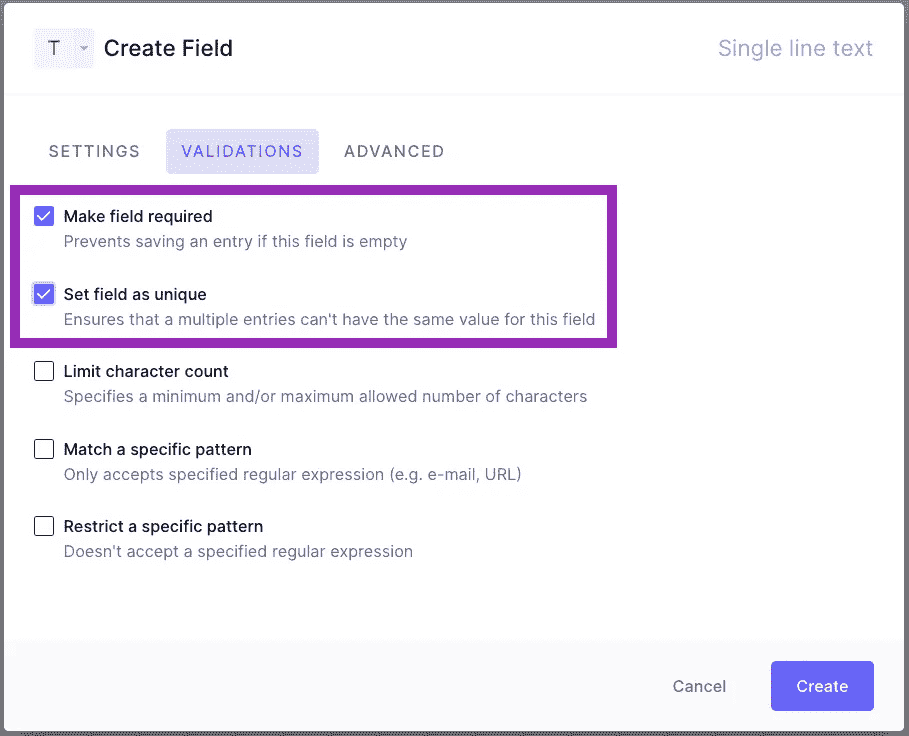 T Create Field
Single line text
SETTINGS VALIDATIONS ADVANCED
Make field required
Prevents saving an entry if this field is empty
Set field as unique
Ensures that a multiple entries can't have the same value for this field
Limit character count
Specifies a minimum and/or maximum allowed number of characters
Match a specific pattern
Only accepts specified regular expression (e.g. e-mail, URL)
Restrict a specific pattern
Doesn't accept a specified regular expression
Cancel Create